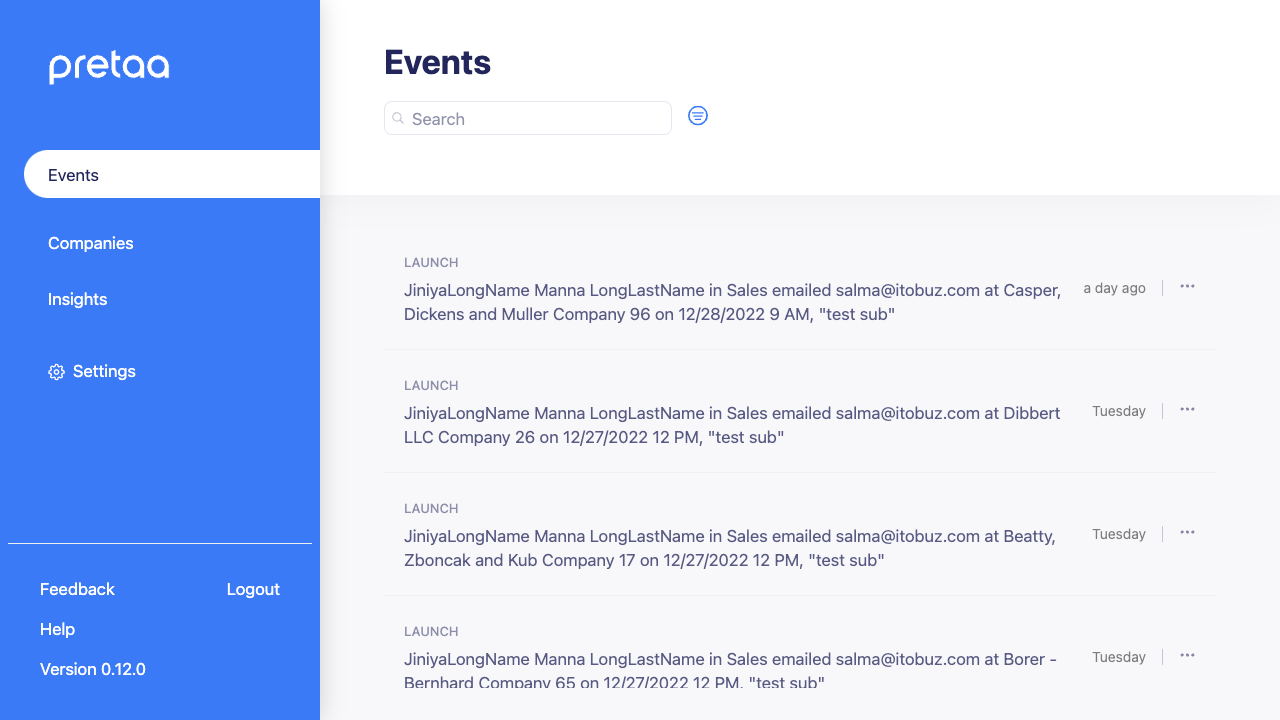 pretaa
Events
Companies
Insights
Settings
Feedback
Logout
Help
Version 0.12.0
Events
Search
LAUNCH
JiniyaLongName Manna LongLastName in Sales emailed salma@itobuz.com at Casper,
Dickens and Muller Company 96 on 12/28/2022 9 AM, "test sub"
a day ago
LAUNCH
JiniyaLongName Manna LongLastName in Sales emailed salma@itobuz.com at Dibbert
LLC Company 26 on 12/27/2022 12 PM, "test sub"
Tuesday
LAUNCH
JiniyaLongName Manna LongLastName in Sales emailed salma@itobuz.com at Beatty,
Zboncak and Kub Company 17 on 12/27/2022 12 PM, "test sub"
Tuesday
LAUNCH
JiniyaLongName Manna LongLastName in Sales emailed salma@itobuz.com at Borer -
Bernhard Company 65 on 12/27/2022 12 PM, "test sub"
Tuesday